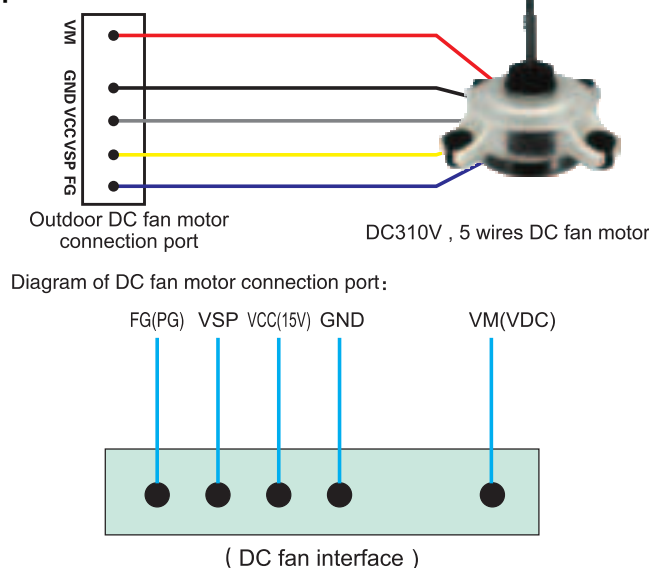 VM
GND
VCC
VSP
FG
Outdoor DC fan motor
connection port
DC310V , 5 wires DC fan motor
Diagram of DC fan motor connection port:
FG(PG) VSP VCC(15V) GND VM(VDC)
( DC fan interface )